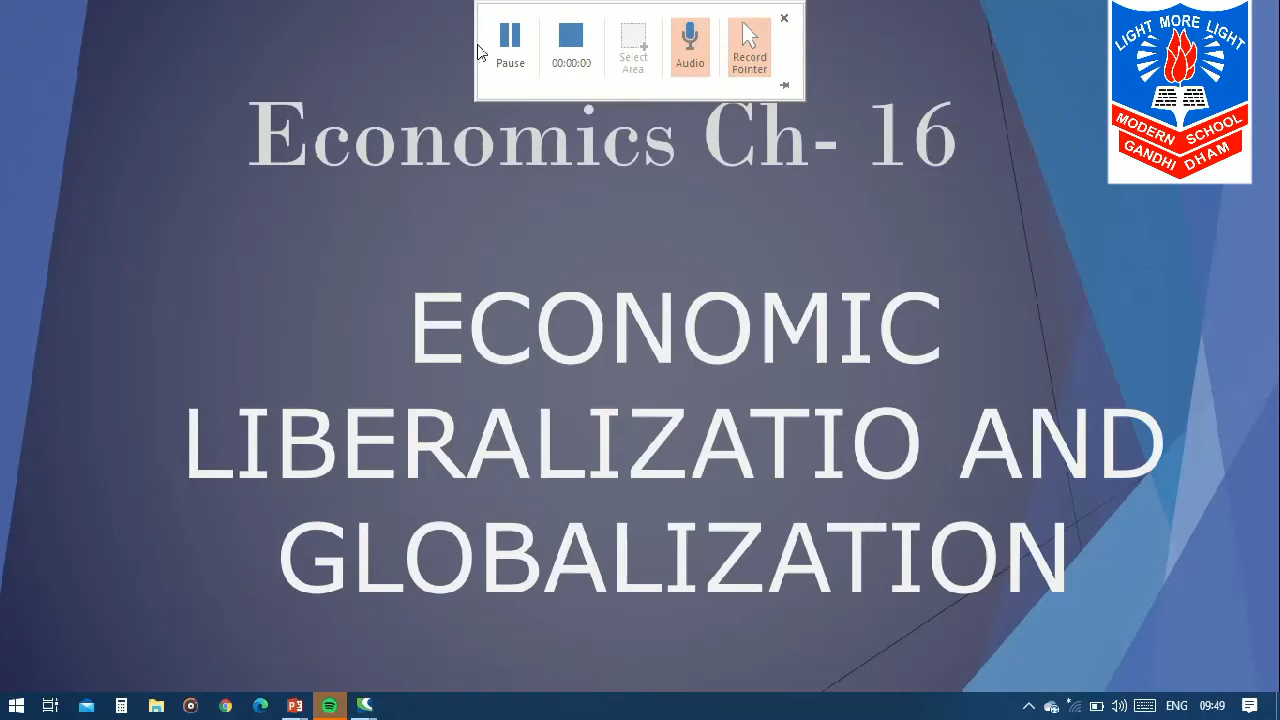 Pause
00:00:00
Select
Area
Audio
Record
Pointer
LIGHT MORE LIGHT
MODERN SCHOOL
GANDHI DHAM
Economics Ch- 16
ECONOMIC
LIBERALIZATIO AND
GLOBALIZATION
ENG
09:49